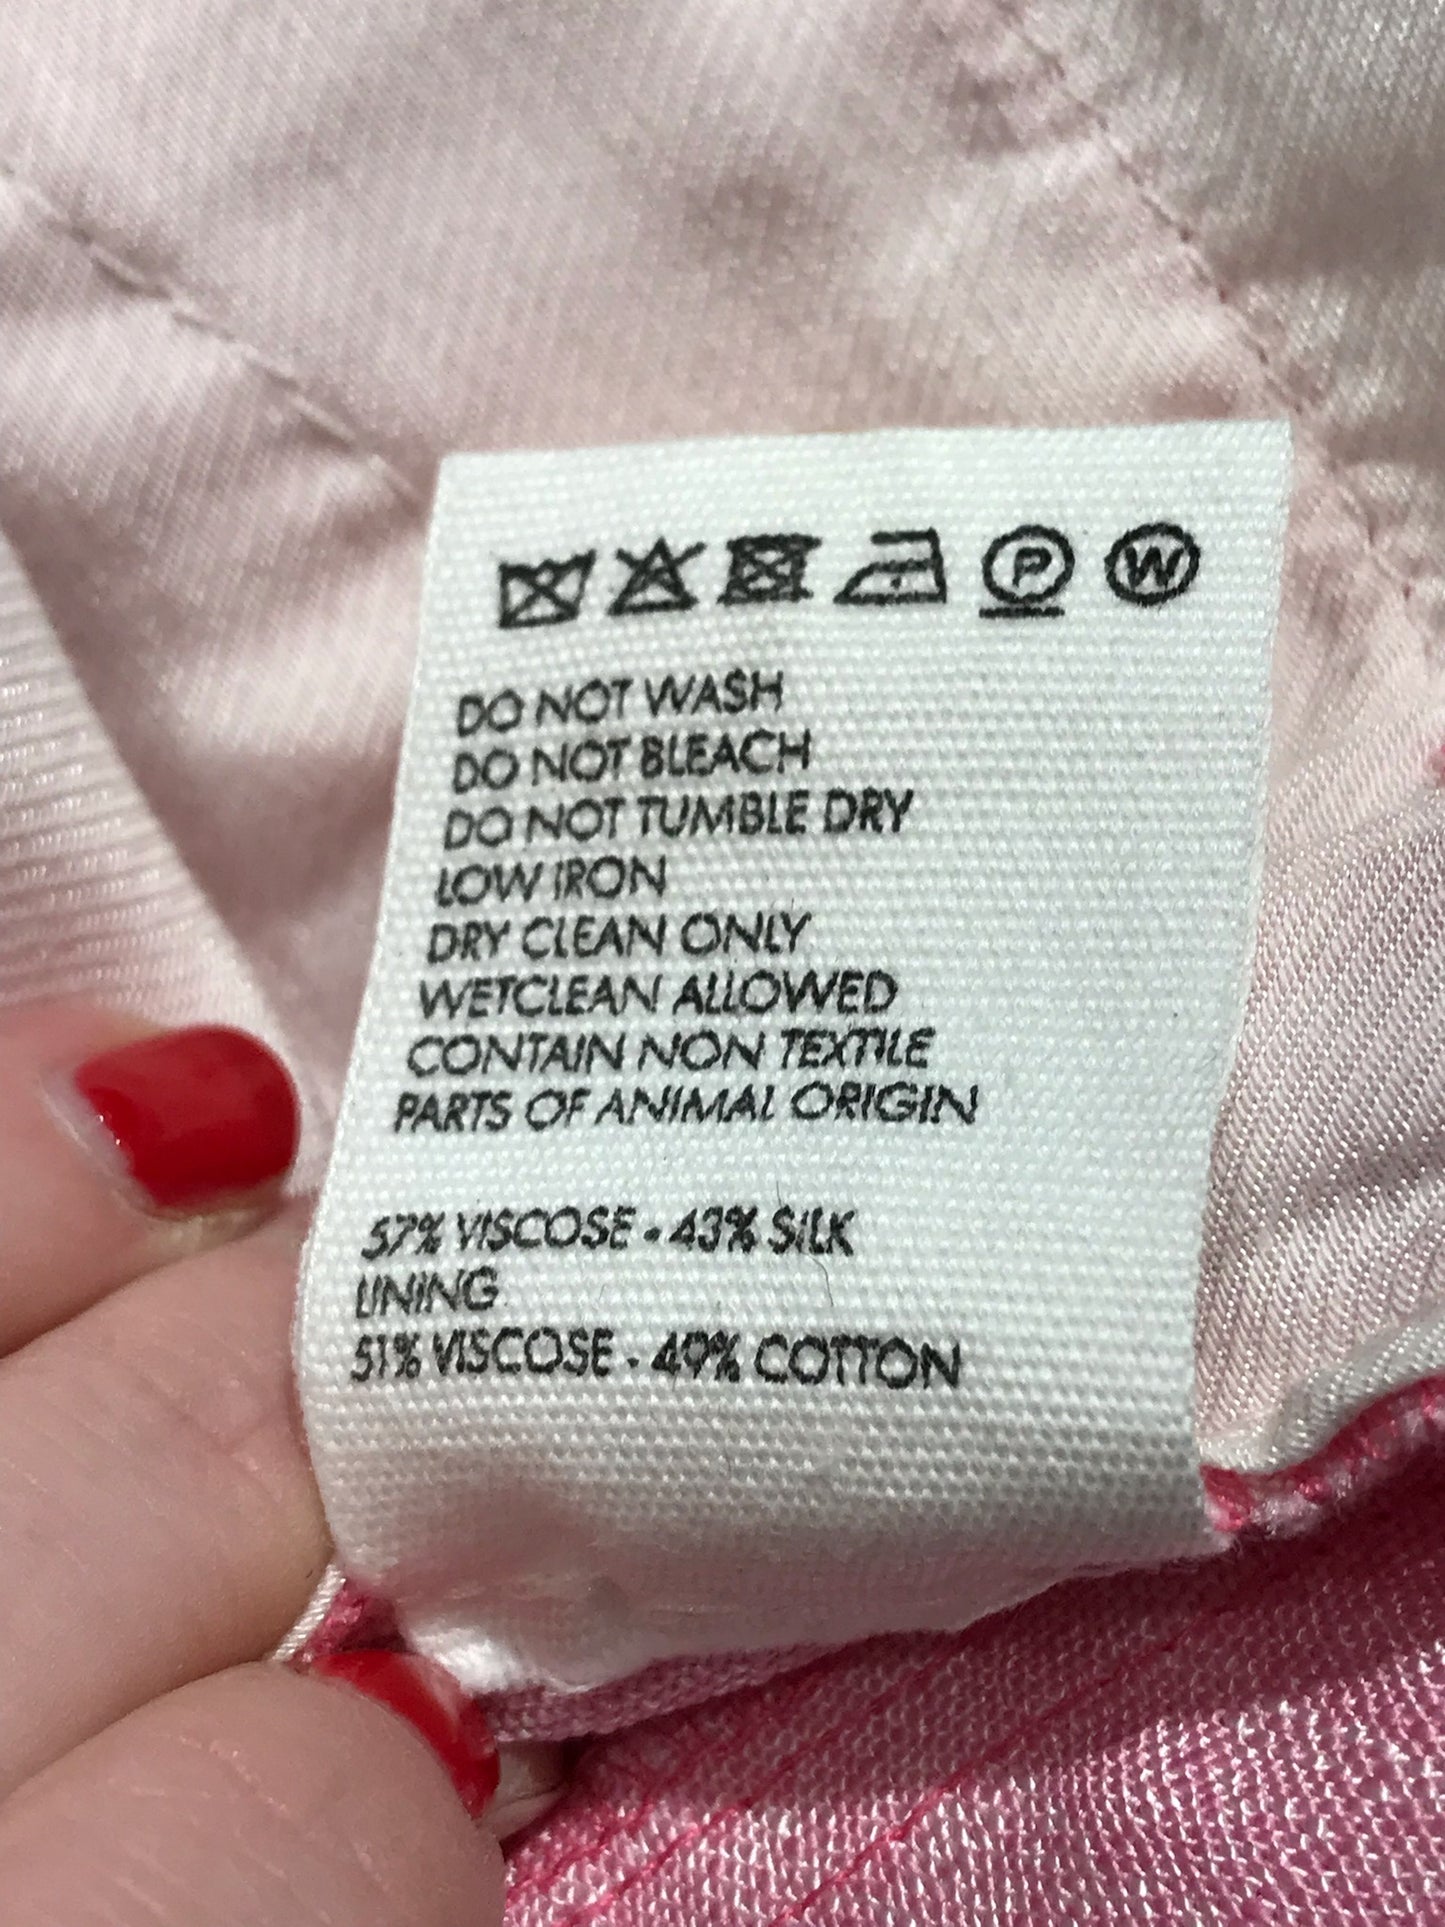 P W
DO NOT WASH
DO NOT BLEACH
DO NOT TUMBLE DRY
LOW IRON
DRY CLEAN ONLY
WETCLEAN ALLOWED
CONTAIN NON TEXTILE
PARTS OF ANIMAL ORIGIN
57% VISCOSE - 43% SILK
LINING
51% VISCOSE - 49% COTTON